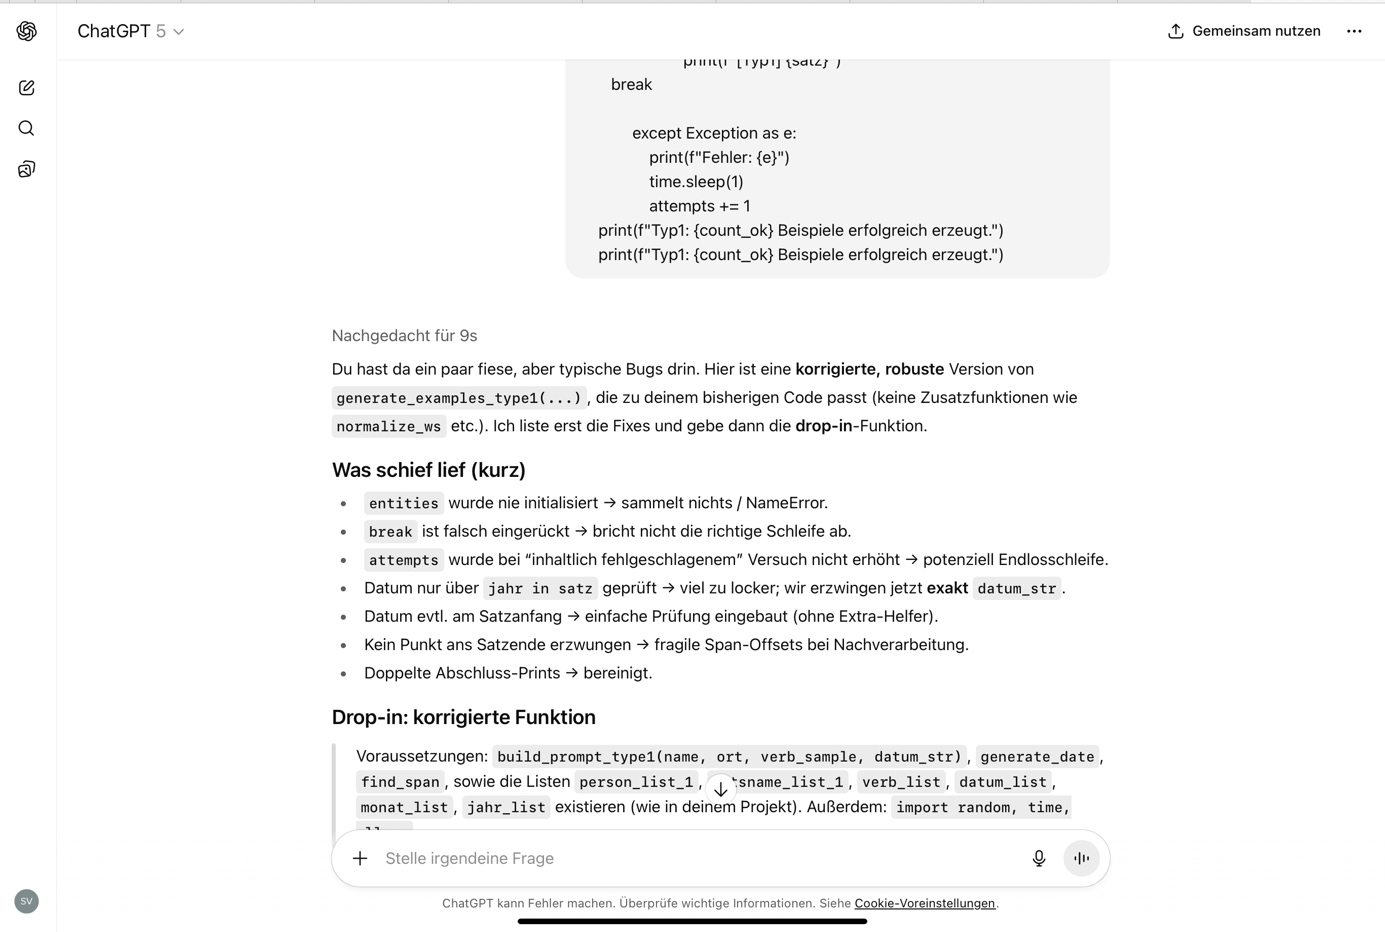 ChatGPT 5
Gemeinsam nutzen
print(f"[Typ1] {satz}")
break
except Exception as e:
print(f"Fehler: {e}")
time.sleep(1)
attempts += 1
print(f"Typ1: {count_ok} Beispiele erfolgreich erzeugt.")
print(f"Typ1: {count_ok} Beispiele erfolgreich erzeugt.")
Nachgedacht für 9s
Du hast da ein paar fiese, aber typische Bugs drin. Hier ist eine korrigierte, robuste Version von
generate_examples_type1(...), die zu deinem bisherigen Code passt (keine Zusatzfunktionen wie
normalize_ws etc.). Ich liste erst die Fixes und gebe dann die drop-in-Funktion.
Was schief lief (kurz)
• entities wurde nie initialisiert → sammelt nichts / NameError.
• break ist falsch eingerückt → bricht nicht die richtige Schleife ab.
• attempts wurde bei “inhaltlich fehlgeschlagenem” Versuch nicht erhöht → potenziell Endlosschleife.
• Datum nur über jahr in satz geprüft → viel zu locker; wir erzwingen jetzt exakt datum_str.
• Datum evtl. am Satzanfang → einfache Prüfung eingebaut (ohne Extra-Helfer).
• Kein Punkt ans Satzende erzwungen → fragile Span-Offsets bei Nachverarbeitung.
• Doppelte Abschluss-Prints → bereinigt.
Drop-in: korrigierte Funktion
Voraussetzungen: build_prompt_type1(name, ort, verb_sample, datum_str), generate_date,
find_span, sowie die Listen person_list_1, tsname_list_1, verb_list, datum_list,
monat_list, jahr_list existieren (wie in deinem Projekt). Außerdem: import random, time,
Stelle irgendeine Frage
SV
ChatGPT kann Fehler machen. Überprüfe wichtige Informationen. Siehe Cookie-Voreinstellungen.